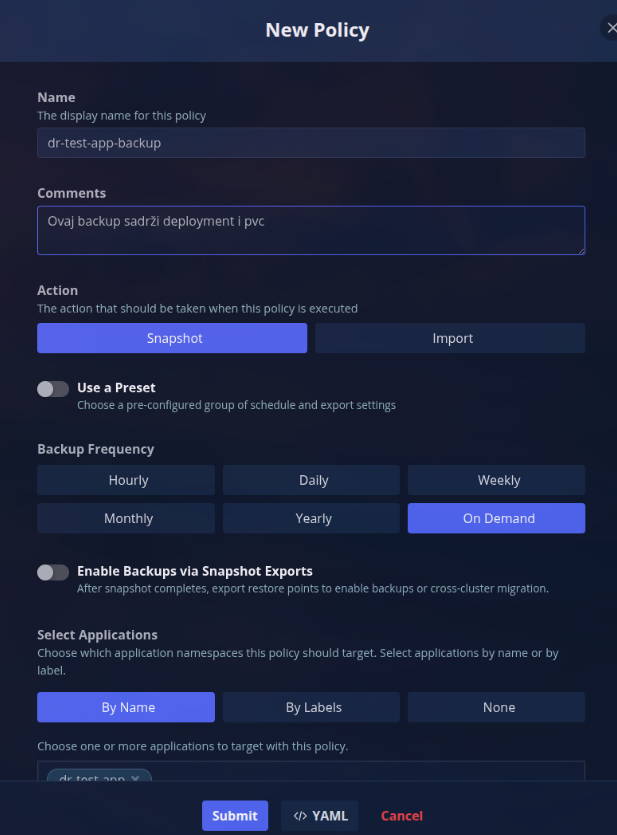 New Policy
Name
The display name for this policy
dr-test-app-backup
Comments
Ovaj backup sadrži deployment i pvc
Action
The action that should be taken when this policy is executed
Snapshot Import
Use a Preset
Choose a pre-configured group of schedule and export settings
Backup Frequency
Hourly Daily Weekly
Monthly Yearly On Demand
Enable Backups via Snapshot Exports
After snapshot completes, export restore points to enable backups or cross-cluster migration.
Select Applications
Choose which application namespaces this policy should target. Select applications by name or by
label.
By Name By Labels None
Choose one or more applications to target with this policy.
dr-test-app
Submit </> YAML Cancel